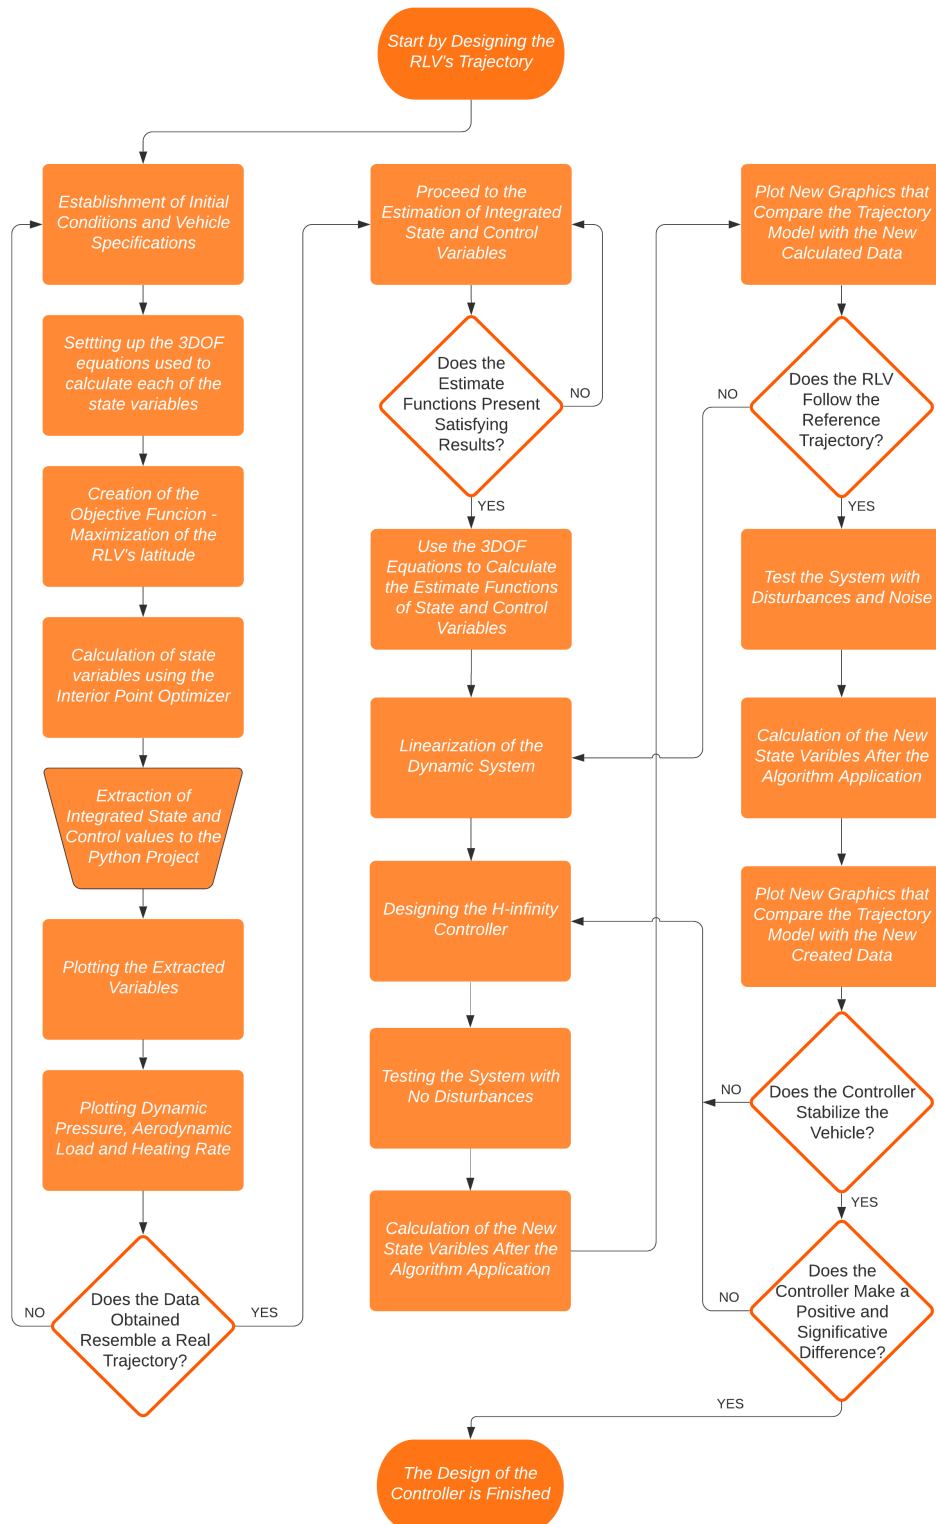 Start by Designing the
RLV's Trajectory
Establishment of Initial
Conditions and Vehicle
Specifications
Settting up the 3DOF
equations used to
calculate each of the
state variables
Creation of the
Objective Funcion -
Maximization of the
RLV's latitude
Calculation of state
variables using the
Interior Point Optimizer
Extraction of
Integrated State and
Control values to the
Python Project
Plotting the Extracted
Variables
Plotting Dynamic
Pressure, Aerodynamic
Load and Heating Rate
Does the Data
Obtained
Resemble a Real
Trajectory?
NO
YES
Proceed to the
Estimation of Integrated
State and Control
Variables
Does the
Estimate
Functions Present
Satisfying
Results?
NO
YES
Use the 3DOF
Equations to Calculate
the Estimate Functions
of State and Control
Variables
Linearization of the
Dynamic System
Designing the H-infinity
Controller
Testing the System with
No Disturbances
Calculation of the New
State Varibles After the
Algorithm Application
Plot New Graphics that
Compare the Trajectory
Model with the New
Calculated Data
Does the RLV
Follow the
Reference
Trajectory?
NO
YES
Test the System with
Disturbances and Noise
Calculation of the New
State Varibles After the
Algorithm Application
Plot New Graphics that
Compare the Trajectory
Model with the New
Created Data
Does the Controller
Stabilize the
Vehicle?
NO
YES
Does the
Controller Make a
Positive and
Significative
Difference?
NO
YES
The Design of the
Controller is Finished